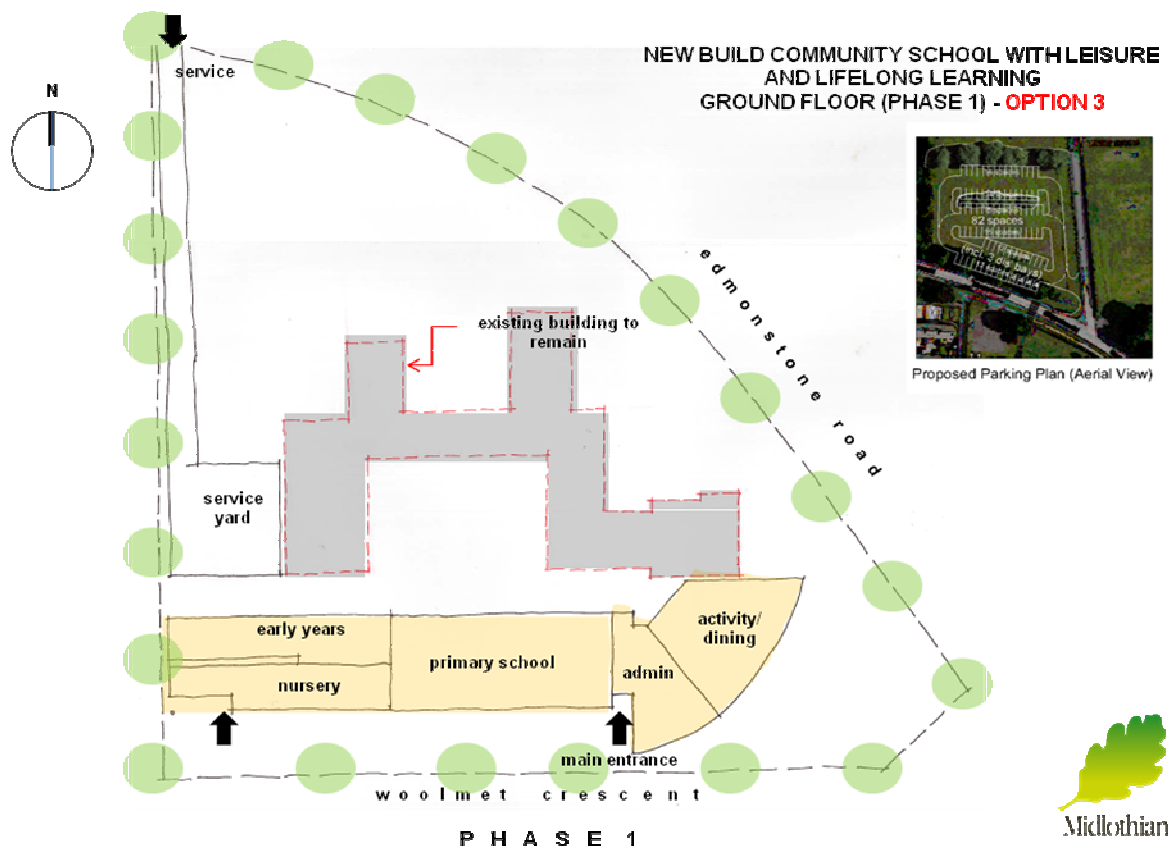 NEW BUILD COMMUNITY SCHOOL WITH LEISURE
AND LIFELONG LEARNING
GROUND FLOOR (PHASE 1) - OPTION 3
service
N
82 spaces
Proposed Parking Plan (Aerial View)
edmonstone road
existing building to
remain
service
yard
early years
nursery
primary school
admin
activity/
dining
main entrance
woolmet crescent
PHASE 1
Midlothian